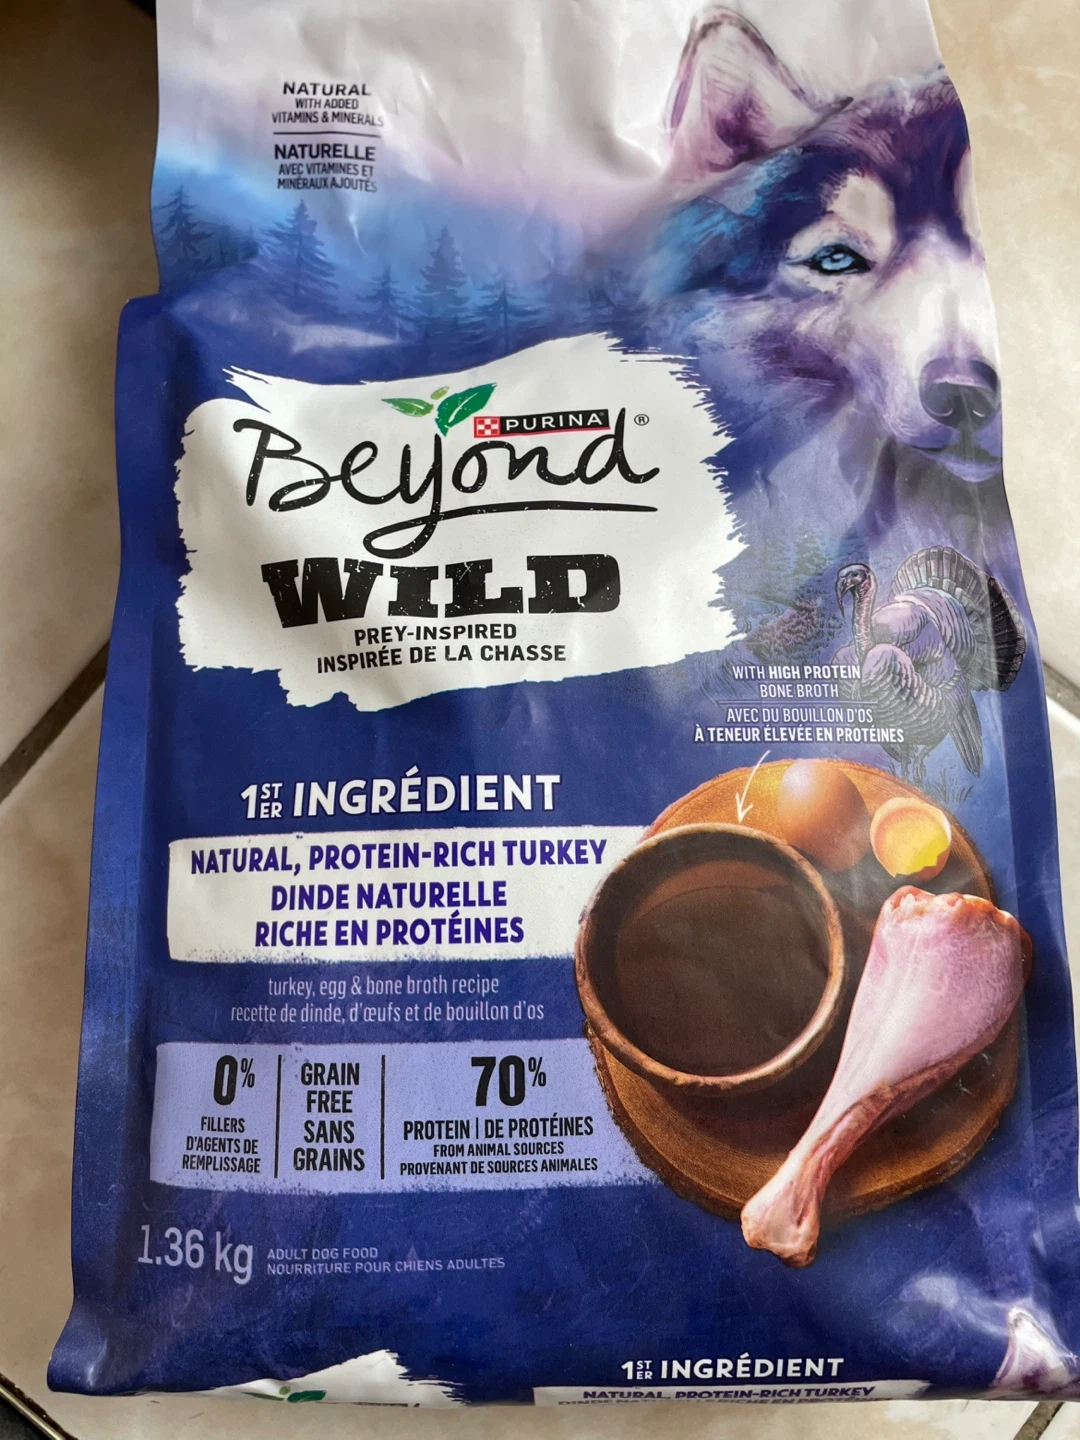 NATURAL
WITH ADDED
VITAMINS & MINERALS
NATURELLE
AVEC VITAMINES ET
MINÉRAUX AJOUTÉS
PURINA
Beyond®
WILD
PREY-INSPIRED
INSPIRÉE DE LA CHASSE
WITH HIGH PROTEIN
BONE BROTH
AVEC DU BOUILLON D'OS
À TENEUR ÉLEVÉE EN PROTÉINES
1ST ER INGRÉDIENT
NATURAL, PROTEIN-RICH TURKEY
DINDE NATURELLE
RICHE EN PROTÉINES
turkey, egg & bone broth recipe
recette de dinde, d'œufs et de bouillon d'os
0%
FILLERS
D'AGENTS DE
REMPLISSAGE
GRAIN
FREE
SANS
GRAINS
70%
PROTEIN | DE PROTÉINES
FROM ANIMAL SOURCES
PROVENANT DE SOURCES ANIMALES
1.36 kg
ADULT DOG FOOD
NOURRITURE POUR CHIENS ADULTES
1ST ER INGRÉDIENT
NATURAL, PROTEIN-RICH TURKEY